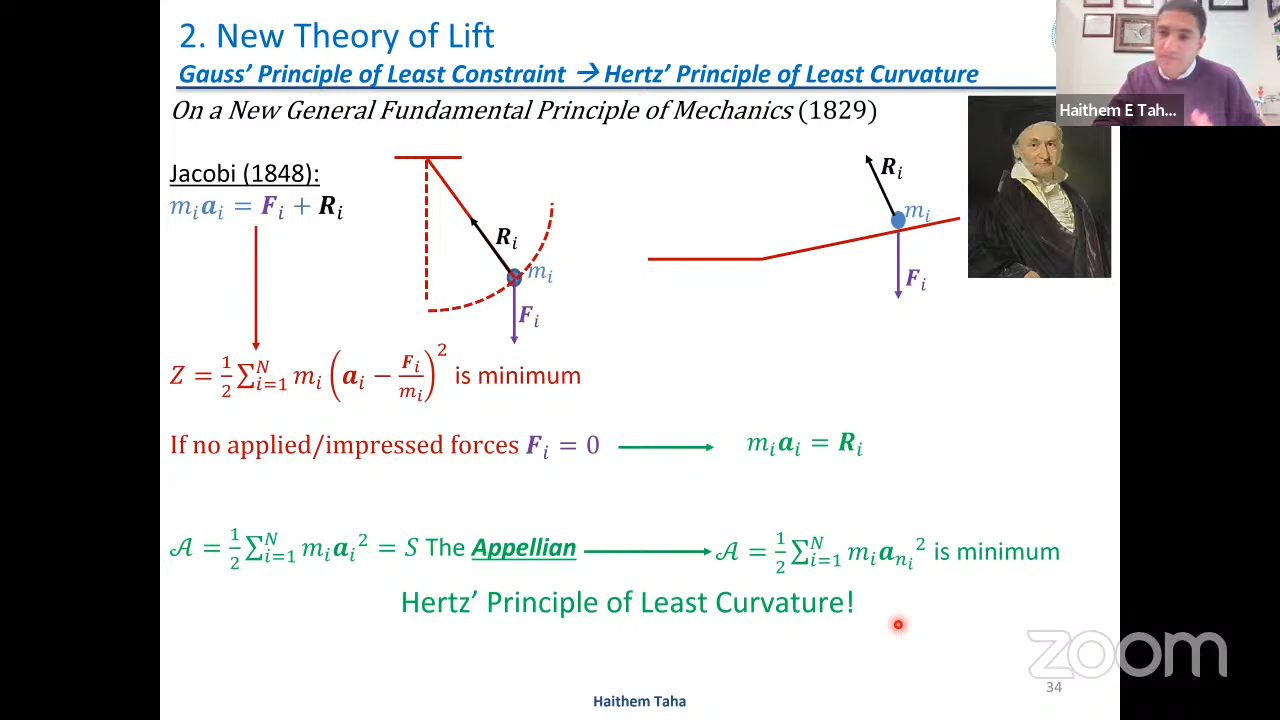 2. New Theory of Lift
Gauss' Principle of Least Constraint → Hertz' Principle of Least Curvature
On a New General Fundamental Principle of Mechanics (1829)
Haithem E Tah...
Jacobi (1848):
mᵢaᵢ = Fᵢ + Rᵢ
Rᵢ
mᵢ
Fᵢ
Rᵢ
mᵢ
Fᵢ
Z = 1/2 ∑ᵢ₌₁ᴺ mᵢ (aᵢ − Fᵢ/mᵢ)² is minimum
If no applied/impressed forces Fᵢ = 0 → mᵢaᵢ = Rᵢ
𝒜 = 1/2 ∑ᵢ₌₁ᴺ mᵢaᵢ² = S The Appellian → 𝒜 = 1/2 ∑ᵢ₌₁ᴺ mᵢaₙᵢ² is minimum
Hertz' Principle of Least Curvature!
zoom
34
Haithem Taha